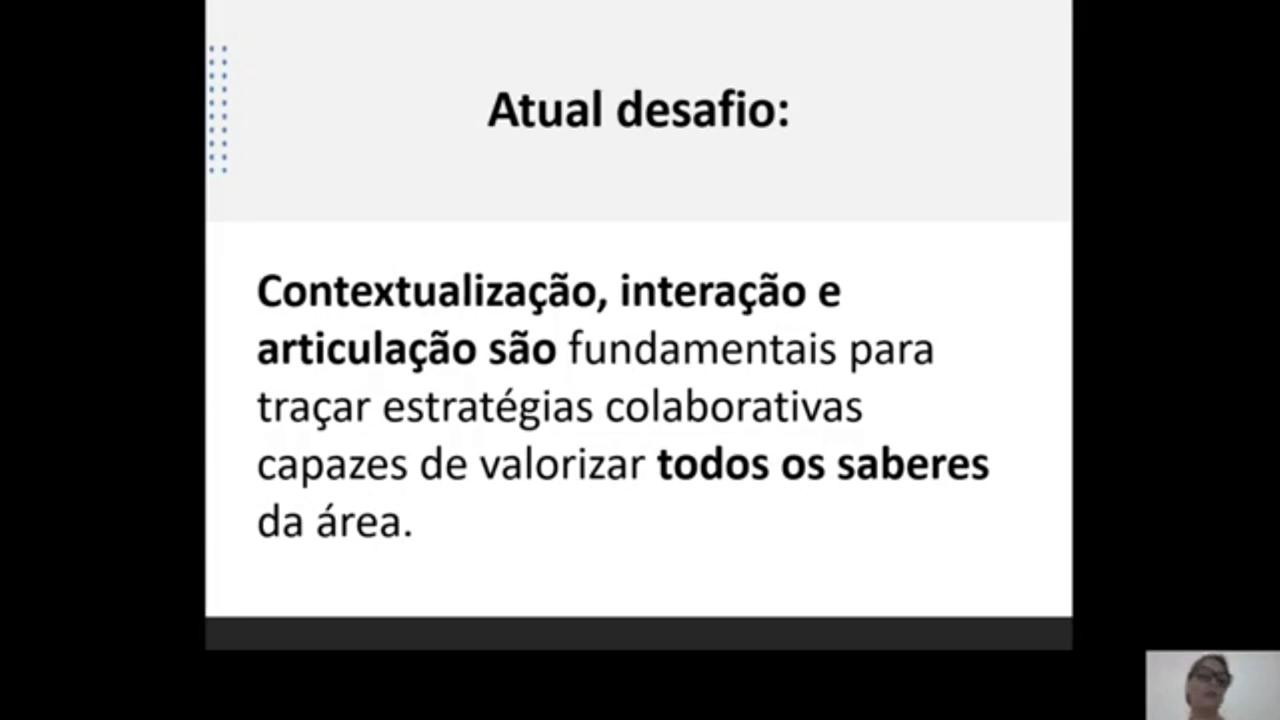 Atual desafio:
Contextualização, interação e
articulação são fundamentais para
traçar estratégias colaborativas
capazes de valorizar todos os saberes
da área.